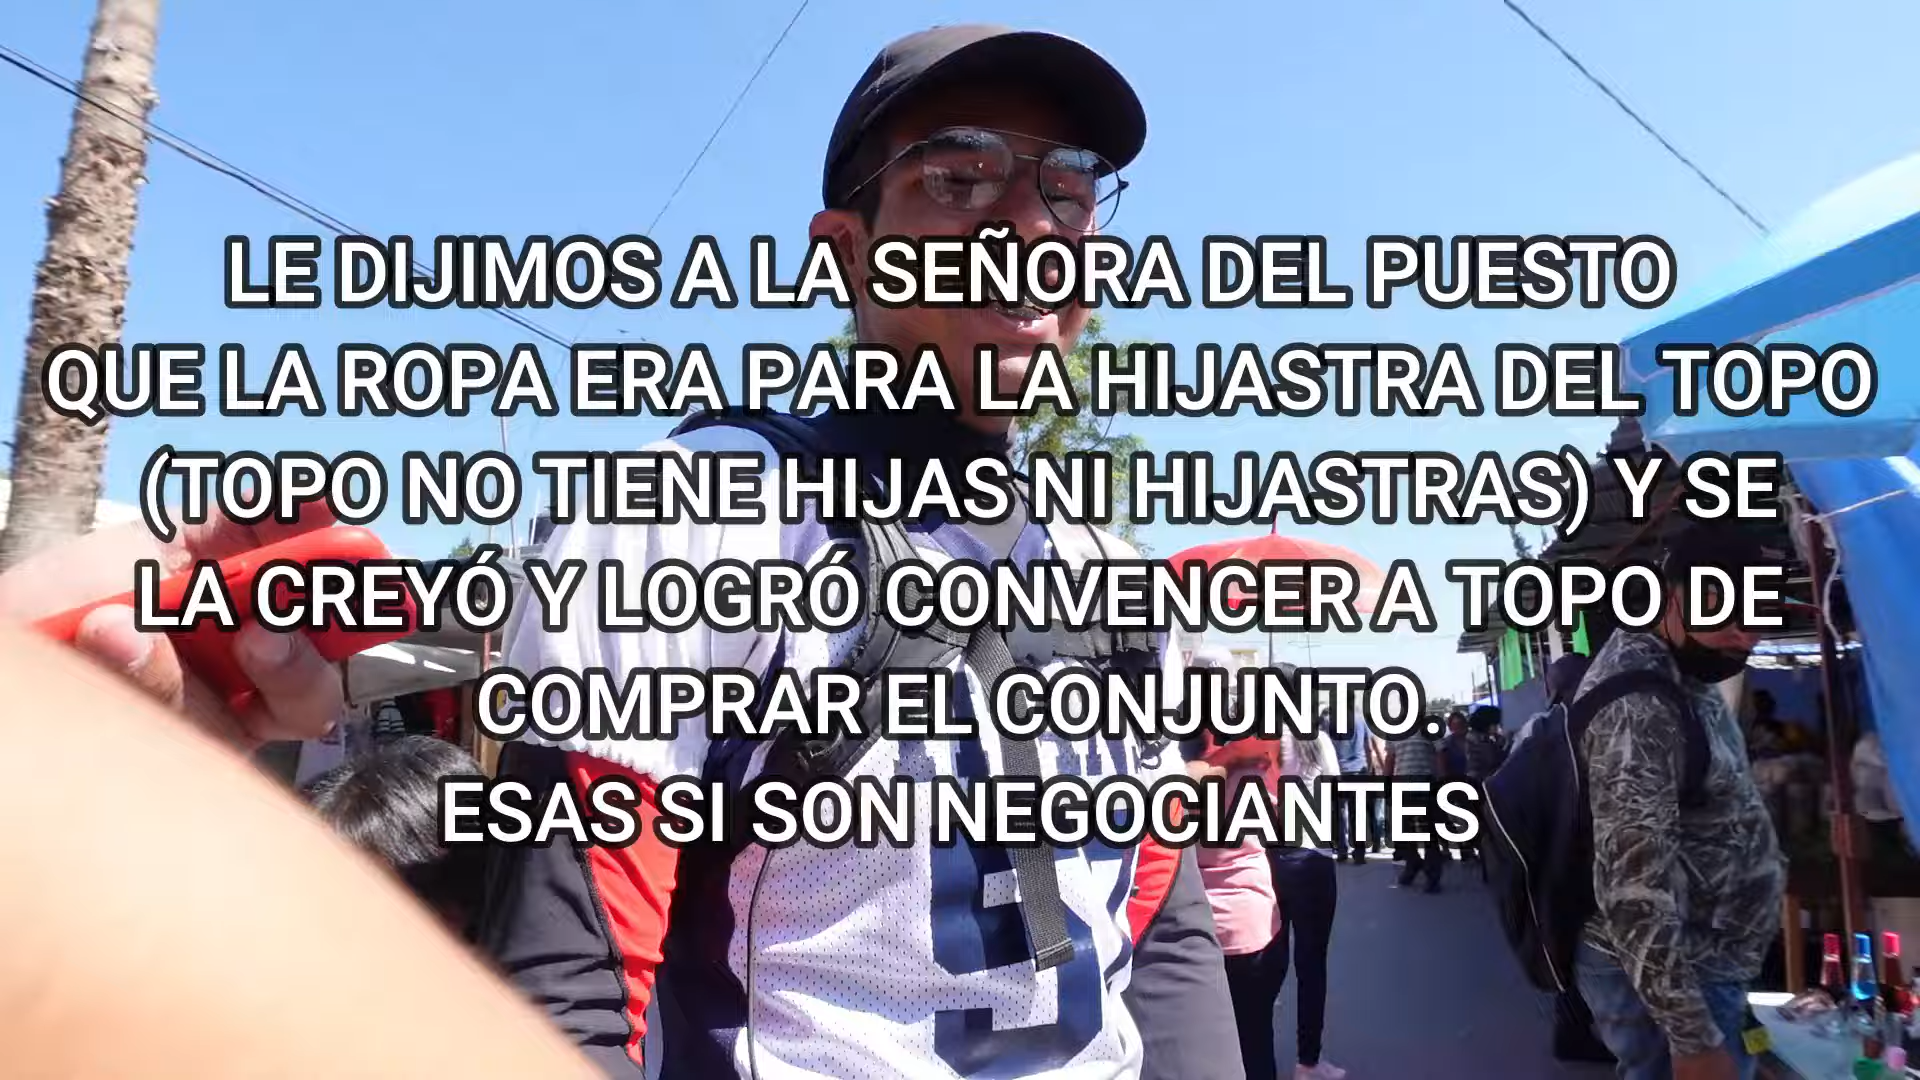 LE DIJIMOS A LA SEÑORA DEL PUESTO
QUE LA ROPA ERA PARA LA HIJASTRA DEL TOPO
(TOPO NO TIENE HIJAS NI HIJASTRAS) Y SE
LA CREYÓ Y LOGRÓ CONVENCER A TOPO DE
COMPRAR EL CONJUNTO.
ESAS SI SON NEGOCIANTES